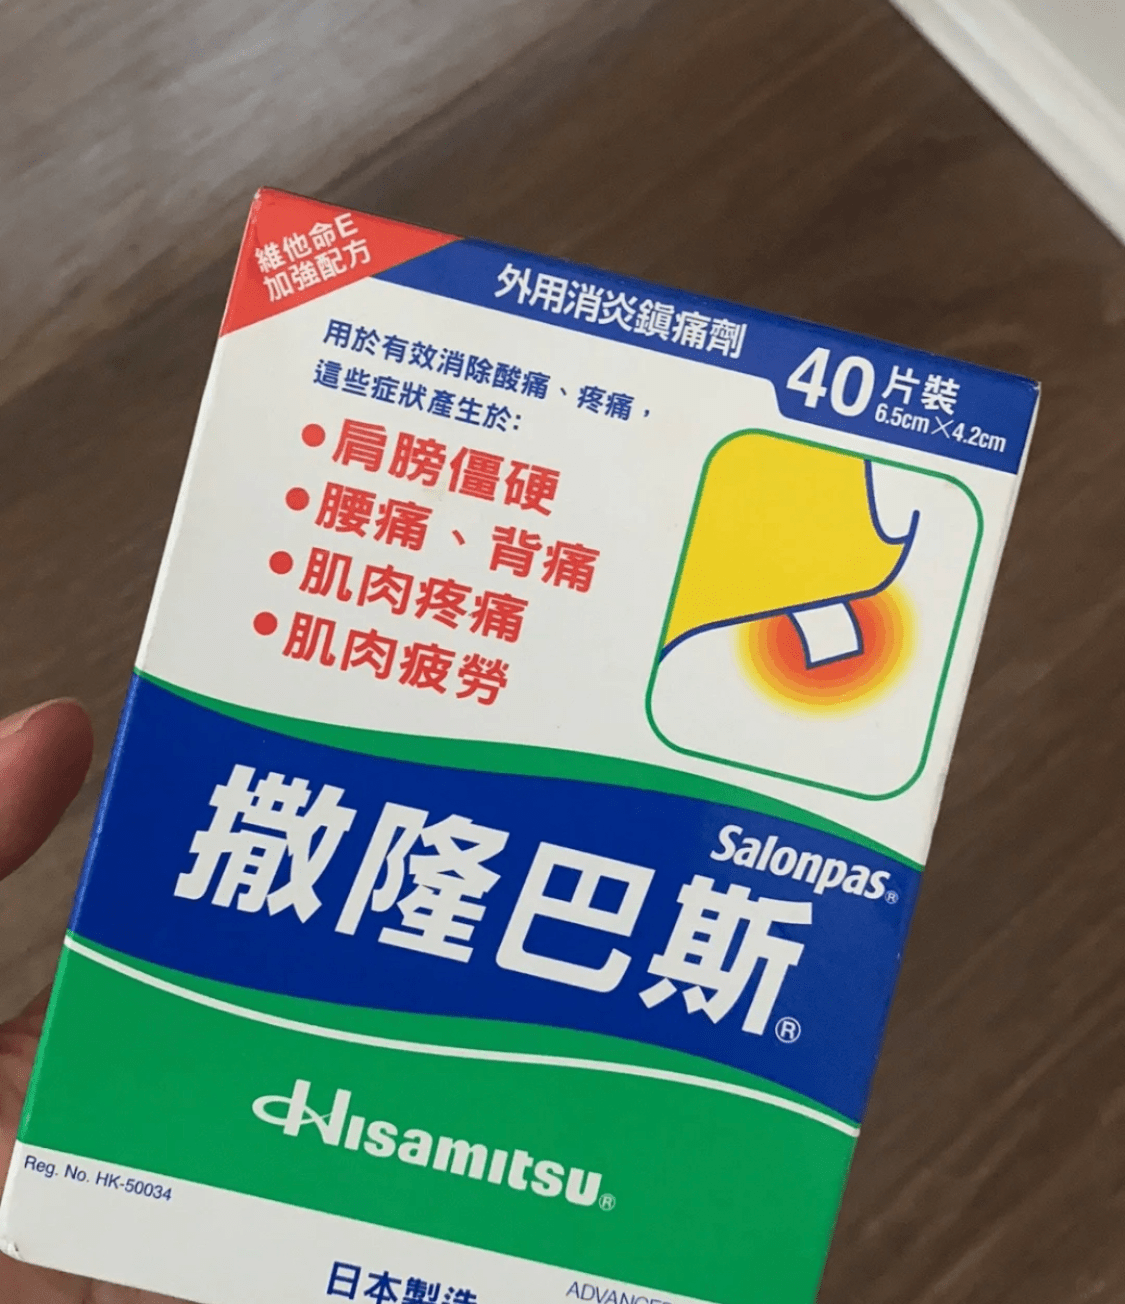 維他命E
加強配方
外用消炎鎮痛劑
40片裝
6.5cm×4.2cm
用於有效消除酸痛、疼痛，
這些症狀產生於:
•肩膀僵硬
•腰痛、背痛
•肌肉疼痛
•肌肉疲勞
Salonpas®
撒隆巴斯®
Hisamitsu®
Reg. No. HK-50034
日本製造